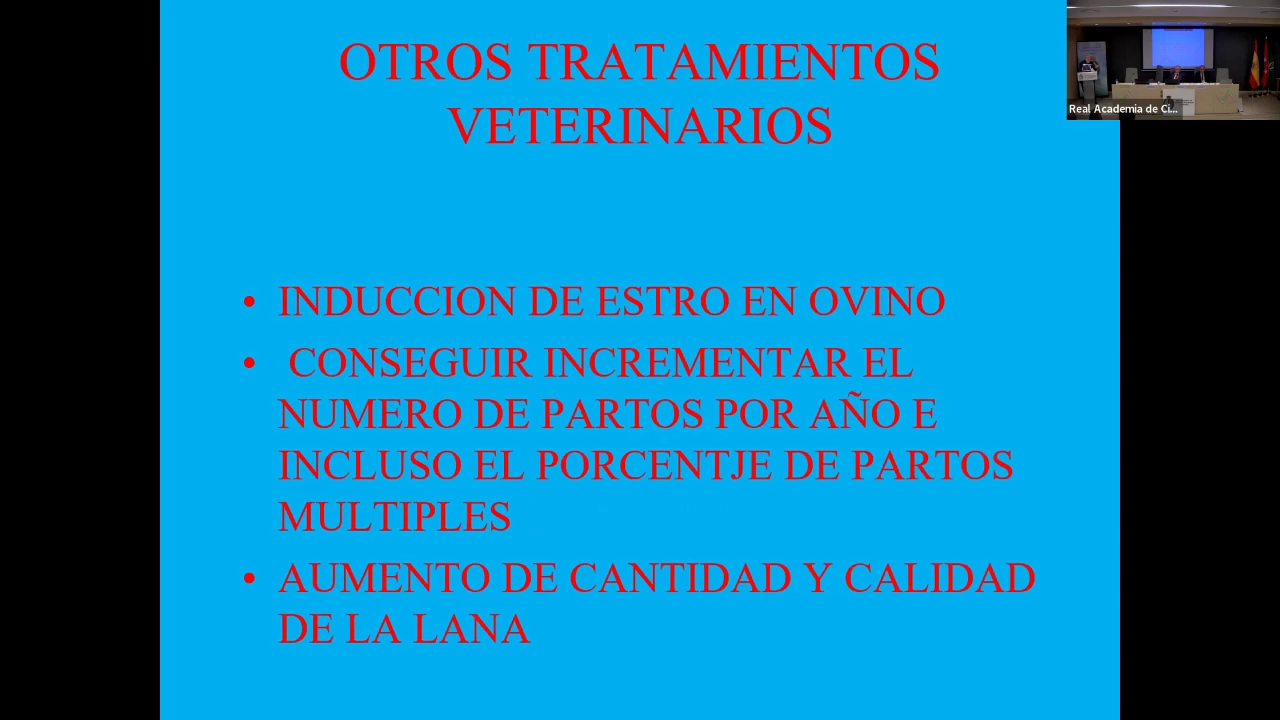 OTROS TRATAMIENTOS
VETERINARIOS
• INDUCCION DE ESTRO EN OVINO
• CONSEGUIR INCREMENTAR EL
NUMERO DE PARTOS POR AÑO E
INCLUSO EL PORCENTJE DE PARTOS
MULTIPLES
• AUMENTO DE CANTIDAD Y CALIDAD
DE LA LANA
Real Academia de Ci...